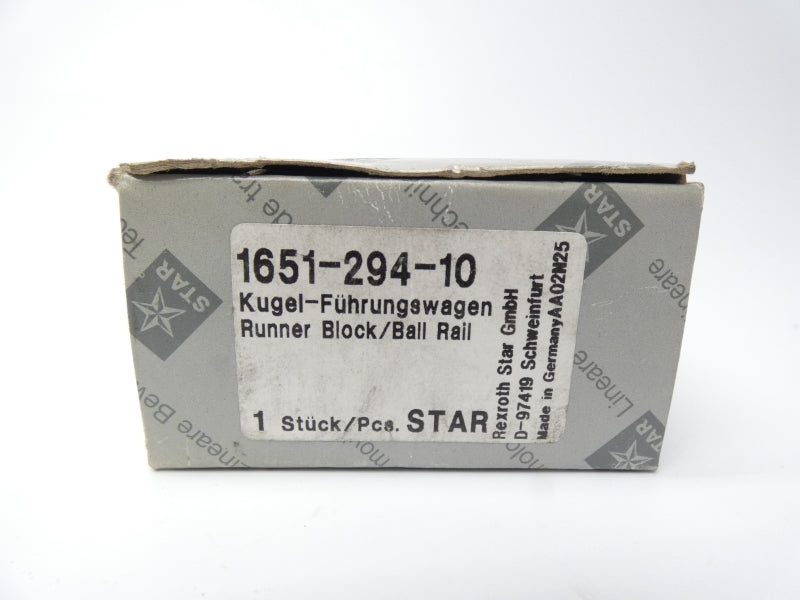 1651-294-10
Kugel-Führungswagen
Runner Block/Ball Rail
1 Stück/Pcs. STAR
Rexroth Star GmbH
D-97419 Schweinfurt
Made in GermanyAA02N25
STAR
STAR
STAR
Lineare
Lineare Bev